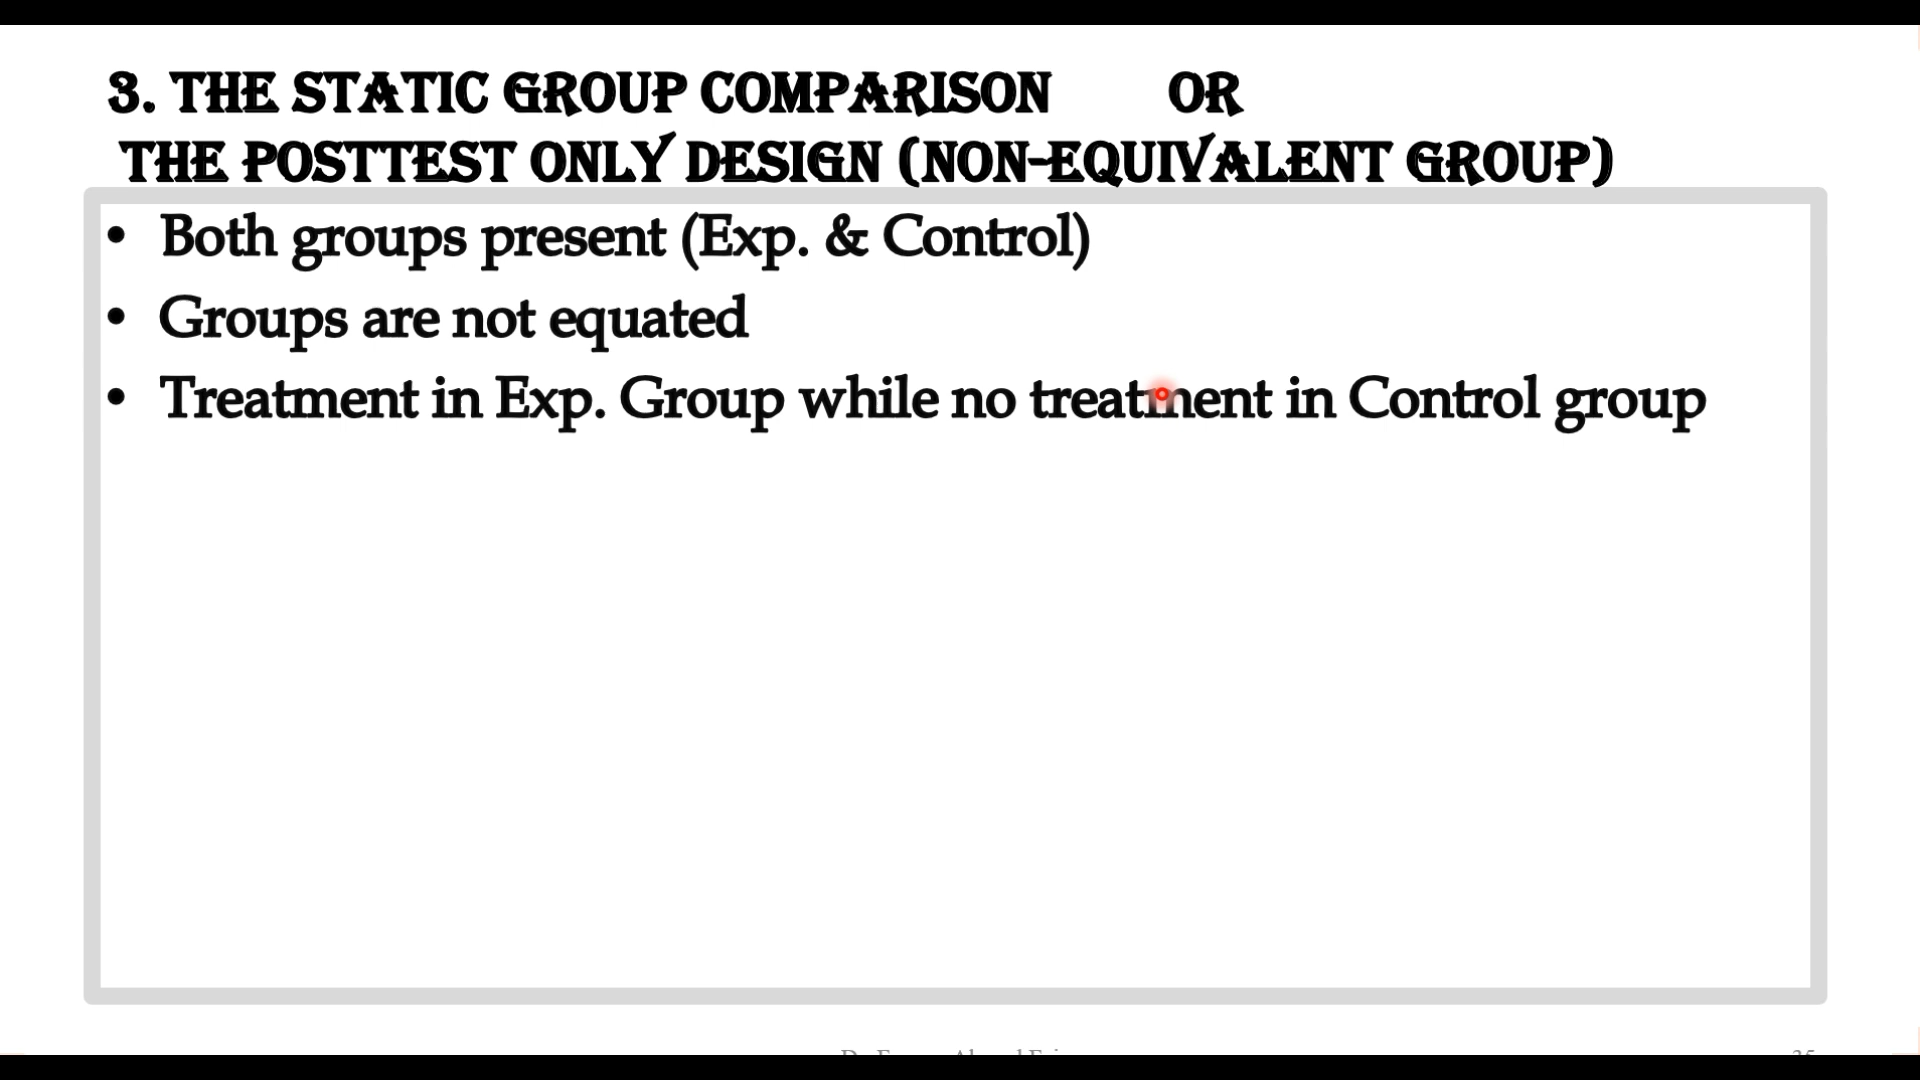 3. THE STATIC GROUP COMPARISON OR
THE POSTTEST ONLY DESIGN (NON-EQUIVALENT GROUP)
• Both groups present (Exp. & Control)
• Groups are not equated
• Treatment in Exp. Group while no treatment in Control group